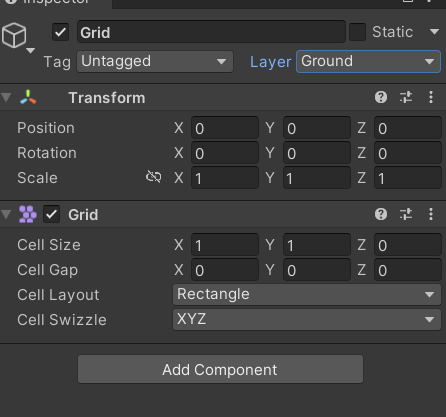 Inspector
Grid Static
Tag Untagged Layer Ground
Transform
Position X 0 Y 0 Z 0
Rotation X 0 Y 0 Z 0
Scale X 1 Y 1 Z 1
Grid
Cell Size X 1 Y 1 Z 0
Cell Gap X 0 Y 0 Z 0
Cell Layout Rectangle
Cell Swizzle XYZ
Add Component